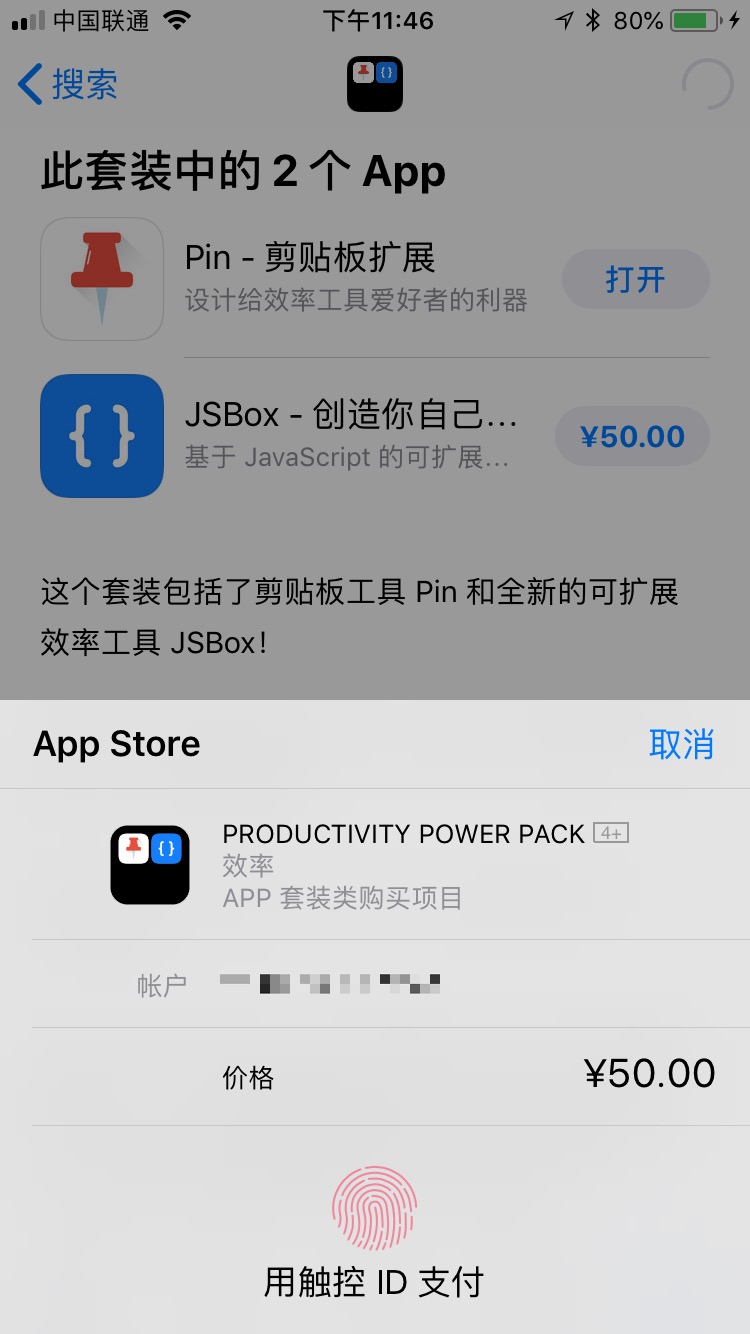 中国联通
下午11:46
80%
搜索
此套装中的 2 个 App
Pin - 剪贴板扩展
设计给效率工具爱好者的利器
打开
JSBox - 创造你自己...
基于 JavaScript 的可扩展...
¥50.00
这个套装包括了剪贴板工具 Pin 和全新的可扩展
效率工具 JSBox！
App Store
取消
PRODUCTIVITY POWER PACK 4+
效率
APP 套装类购买项目
帐户
价格
¥50.00
用触控 ID 支付